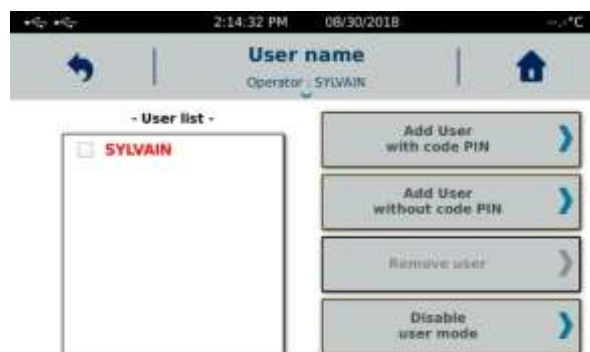 2:14:32 PM 08/30/2018 --.-°C
User name
Operator : SYLVAIN
- User list -
SYLVAIN
Add User
with code PIN
Add User
without code PIN
Remove user
Disable
user mode